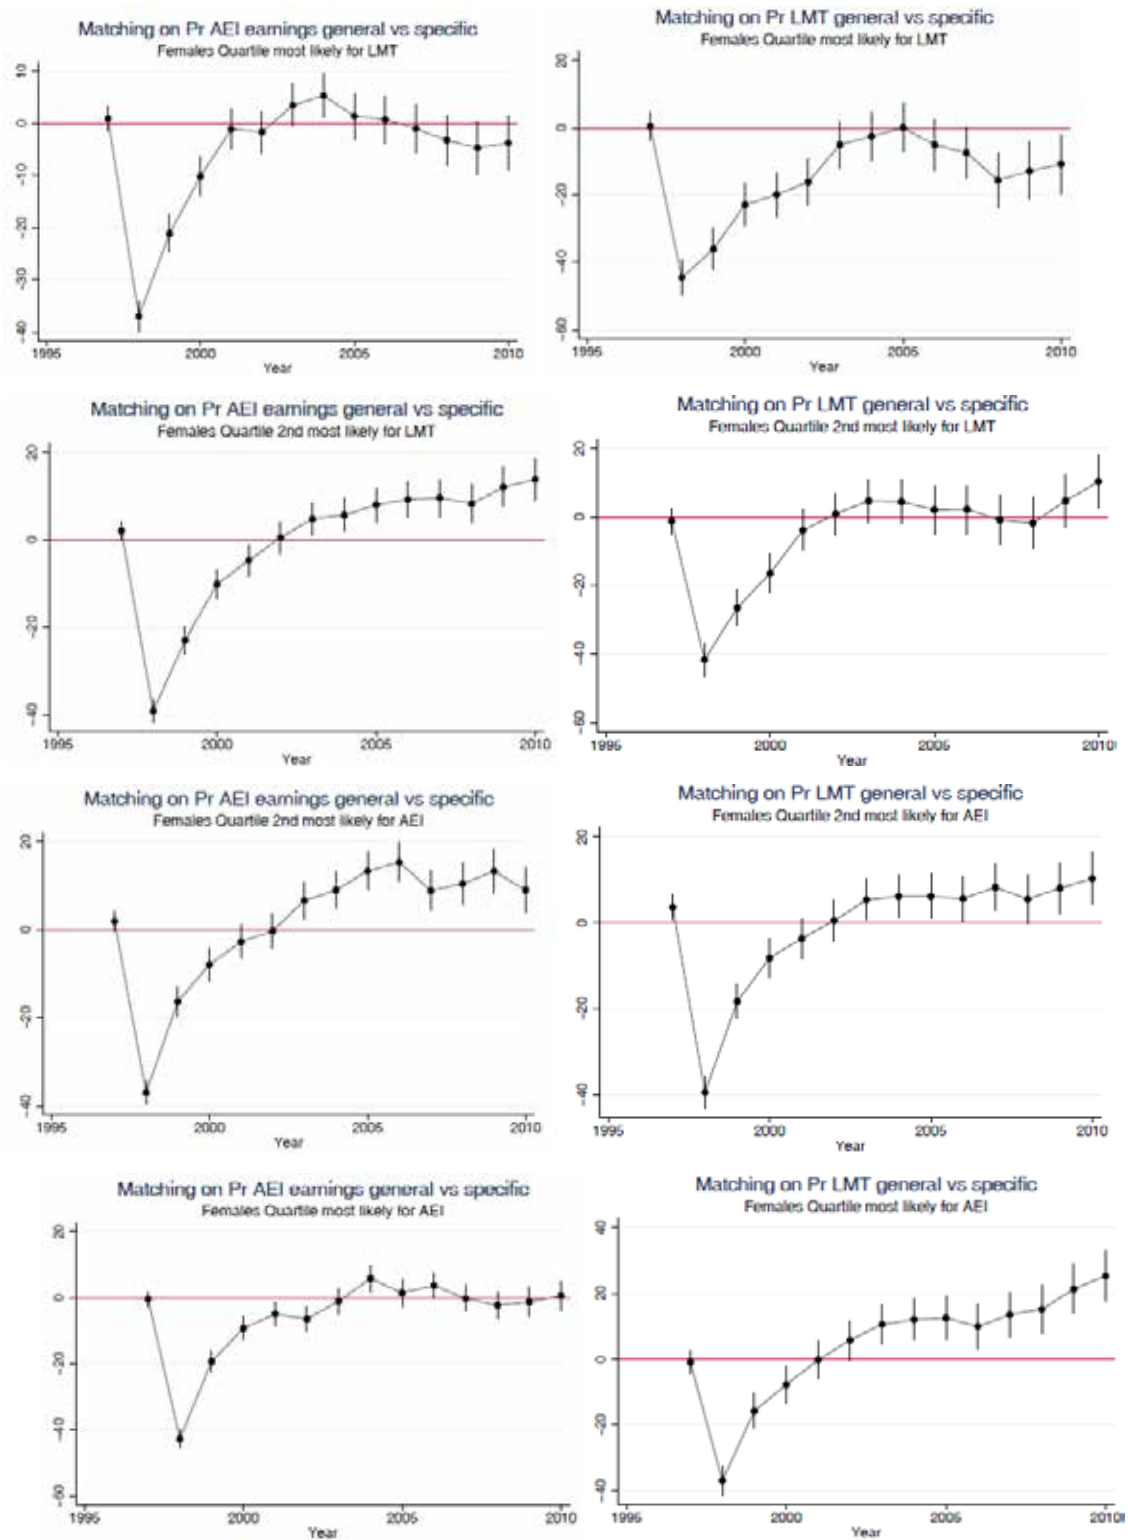 Matching on Pr AEI earnings general vs specific
Females Quartile most likely for LMT
10
0
-10
-20
-30
-40
1995
2000
2005
2010
Year
Matching on Pr LMT general vs specific
Females Quartile most likely for LMT
20
0
-20
-40
-60
1995
2000
2005
2010
Year
Matching on Pr AEI earnings general vs specific
Females Quartile 2nd most likely for LMT
20
0
-20
-40
1995
2000
2005
2010
Year
Matching on Pr LMT general vs specific
Females Quartile 2nd most likely for LMT
20
0
-20
-40
-60
1995
2000
2005
2010
Year
Matching on Pr AEI earnings general vs specific
Females Quartile 2nd most likely for AEI
20
0
-20
-40
1995
2000
2005
2010
Year
Matching on Pr LMT general vs specific
Females Quartile 2nd most likely for AEI
20
0
-20
-40
1995
2000
2005
2010
Year
Matching on Pr AEI earnings general vs specific
Females Quartile most likely for AEI
20
0
-20
-40
-60
1995
2000
2005
2010
Year
Matching on Pr LMT general vs specific
Females Quartile most likely for AEI
40
20
0
-20
-40
1995
2000
2005
2010
Year